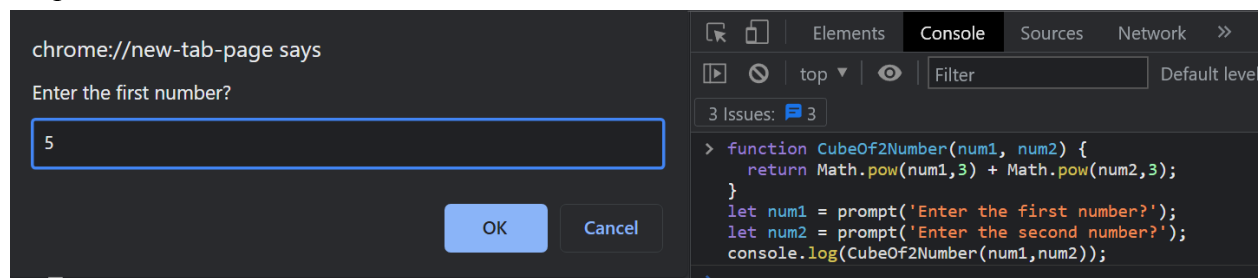 chrome://new-tab-page says
Enter the first number?
5
OK Cancel
Elements Console Sources Network »
top ▼ Filter Default level
3 Issues: 3
> function CubeOf2Number(num1, num2) {
return Math.pow(num1,3) + Math.pow(num2,3);
}
let num1 = prompt('Enter the first number?');
let num2 = prompt('Enter the second number?');
console.log(CubeOf2Number(num1,num2));